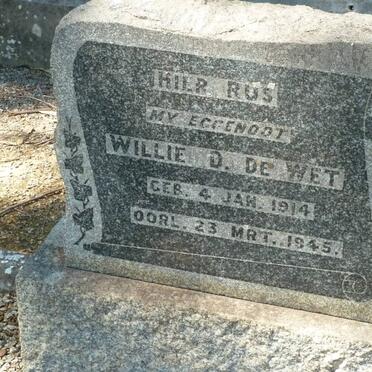 HIER RUS
MY EGGENOOT
WILLIE D. DE WET
GEB. 4 JAN. 1914
OORL. 23 MRT. 1945.